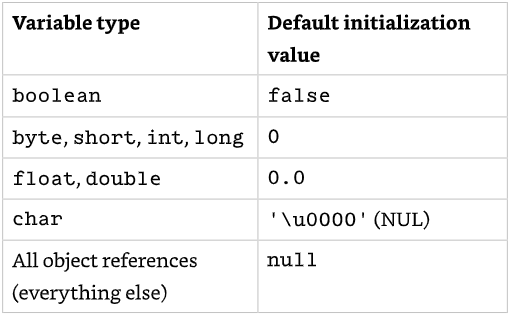 Variable type
Default initialization
value
boolean
false
byte, short, int, long
0
float, double
0.0
char
'\u0000' (NUL)
All object references
(everything else)
null